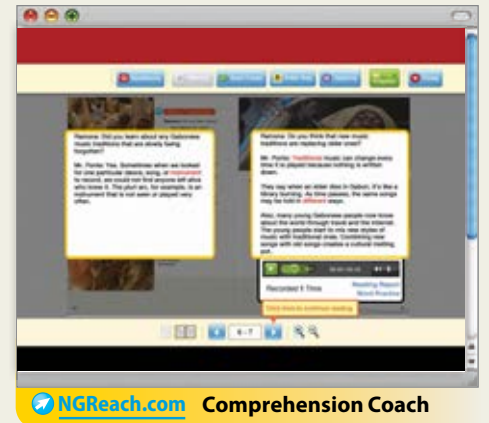 Ramona: Did you learn about any Gabonese
music traditions that are slowly being
forgotten?
Mr. Ponte: Yes. Sometimes when we looked
for one particular dance, song, or instrument
to record, we could not find anyone still alive
who knew it. The pluri arc, for example, is an
instrument that is not seen or played very
often.
Ramona: Do you think that new music
traditions are replacing older ones?
Mr. Ponte: Traditional music can change every
time it is played because nothing is written
down.
They say when an elder dies in Gabon, it's like a
library burning. As time passes, the same songs
may be told in different ways.
Also, many young Gabonese people now know
about the world through travel and the internet.
The young people start to mix new styles of
music with traditional ones. Combining new
songs with old songs creates a cultural melting
pot.
Recorded 1 Time
Reading Report
Word Practice
Click here to continue reading
6 - 7
NGReach.com Comprehension Coach